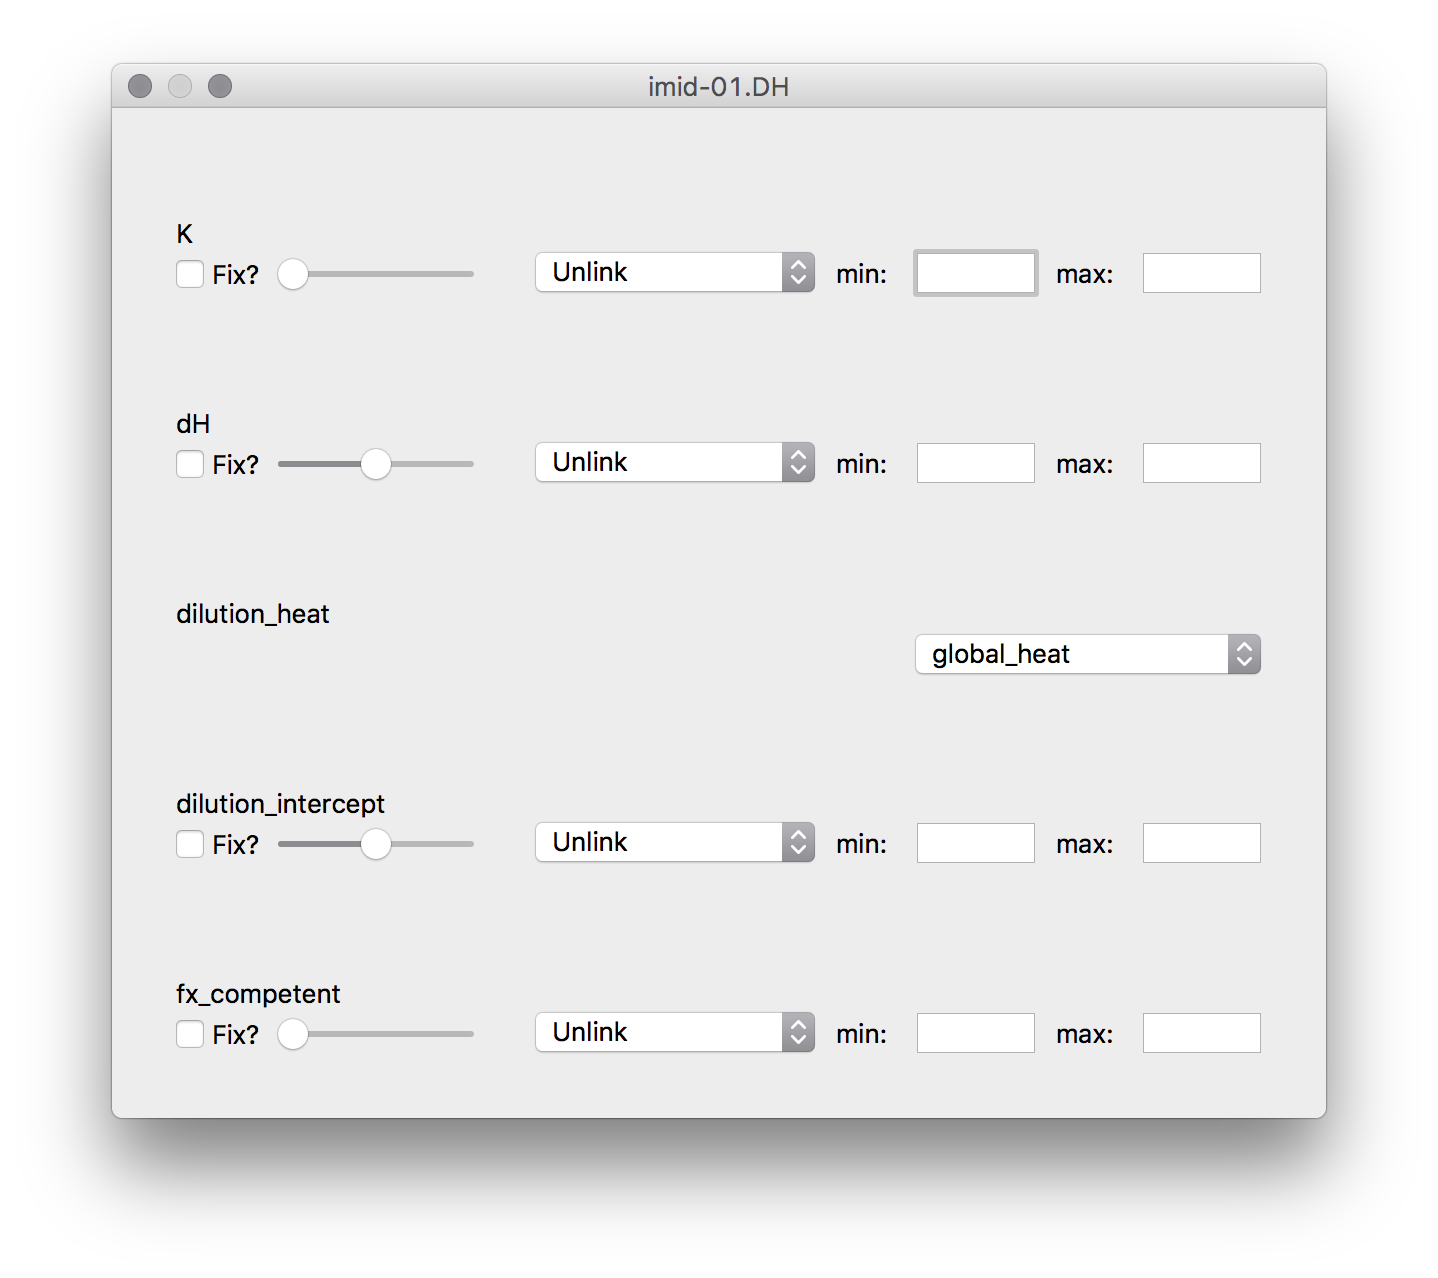 imid-01.DH
K
Fix? Unlink min: max:
dH
Fix? Unlink min: max:
dilution_heat
global_heat
dilution_intercept
Fix? Unlink min: max:
fx_competent
Fix? Unlink min: max: